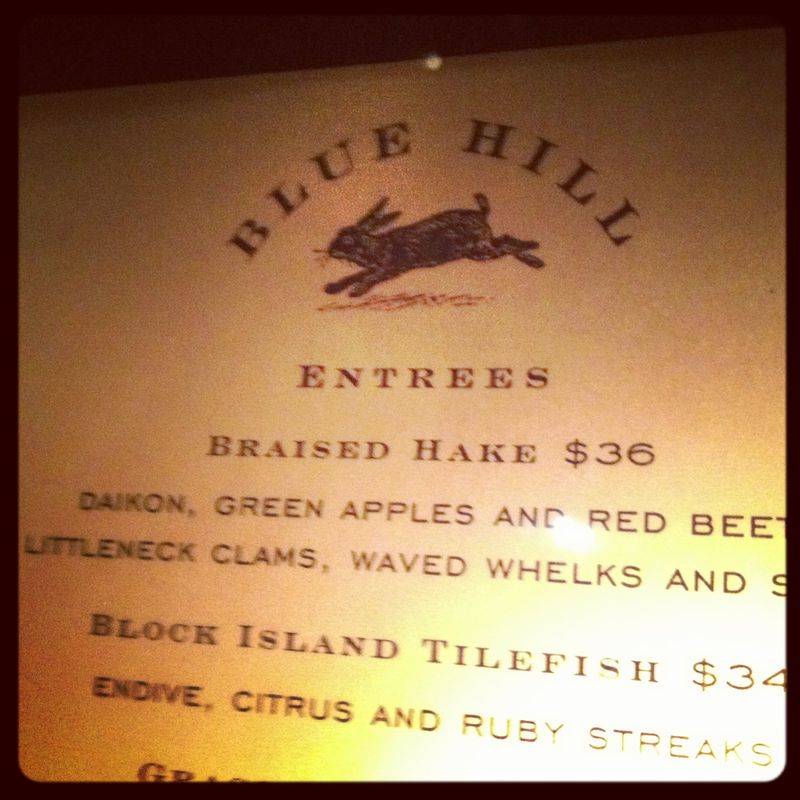 BLUE HILL
ENTREES
BRAISED HAKE $36
DAIKON, GREEN APPLES AND RED BEET
LITTLENECK CLAMS, WAVED WHELKS AND S
BLOCK ISLAND TILEFISH $34
ENDIVE, CITRUS AND RUBY STREAKS